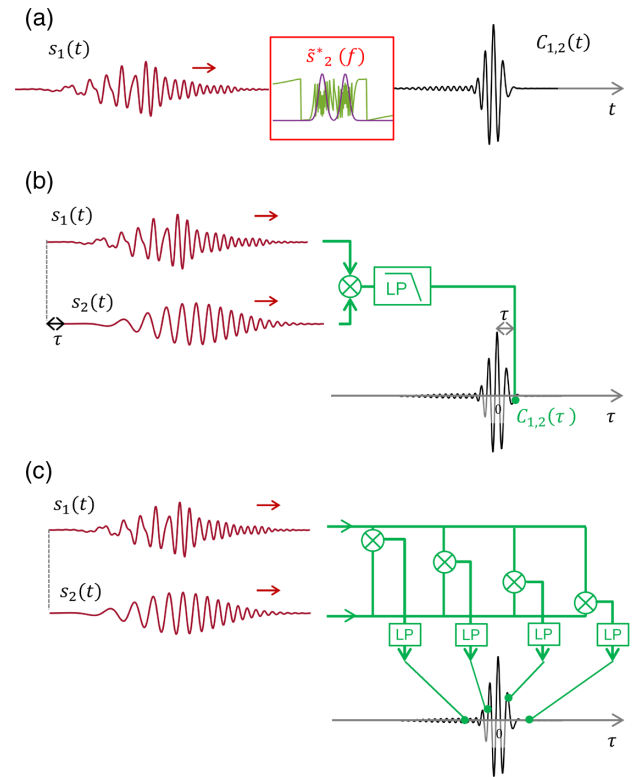 (a)
s₁(t)
s̃*₂ (f)
C₁,₂(t)
t
(b)
s₁(t)
s₂(t)
τ
LP
τ
0
C₁,₂(τ)
τ
(c)
s₁(t)
s₂(t)
LP
LP
LP
LP
0
τ